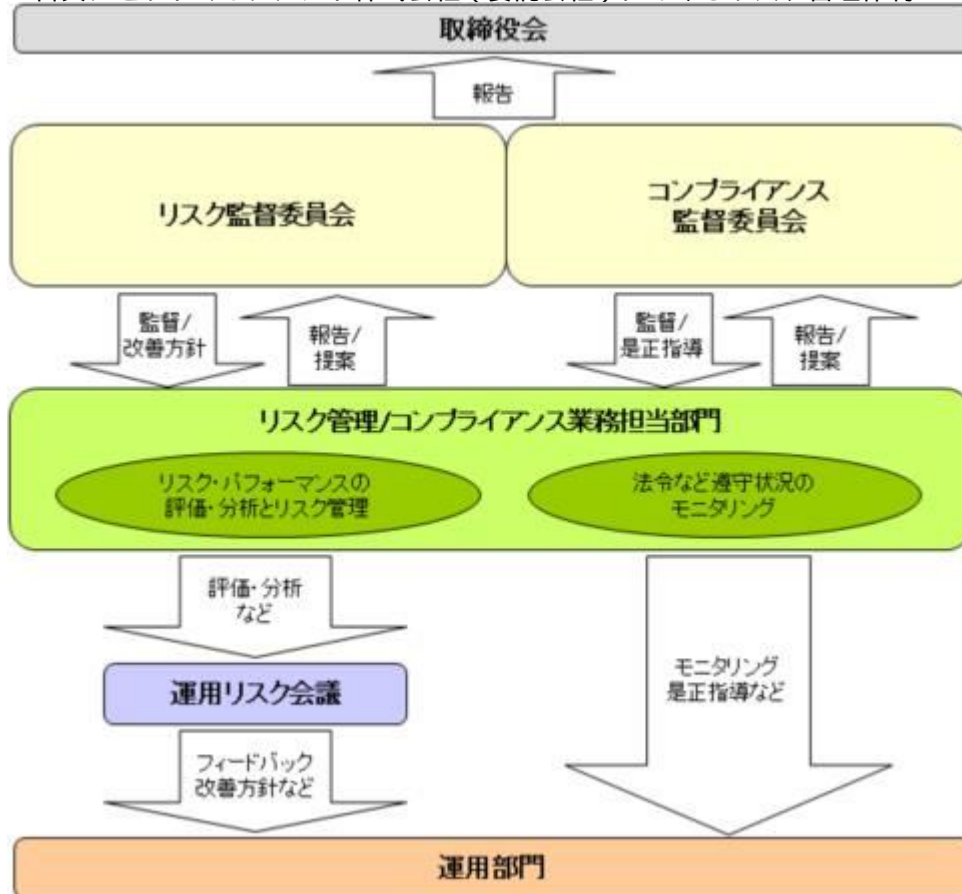 取締役会
報告
リスク監督委員会
コンプライアンス
監督委員会
監督/
改善方針
報告/
提案
監督/
是正指導
報告/
提案
リスク管理/コンプライアンス業務担当部門
リスク・パフォーマンスの
評価・分析とリスク管理
法令など遵守状況の
モニタリング
評価・分析
など
運用リスク会議
モニタリング
是正指導など
フィードバック
改善方針など
運用部門